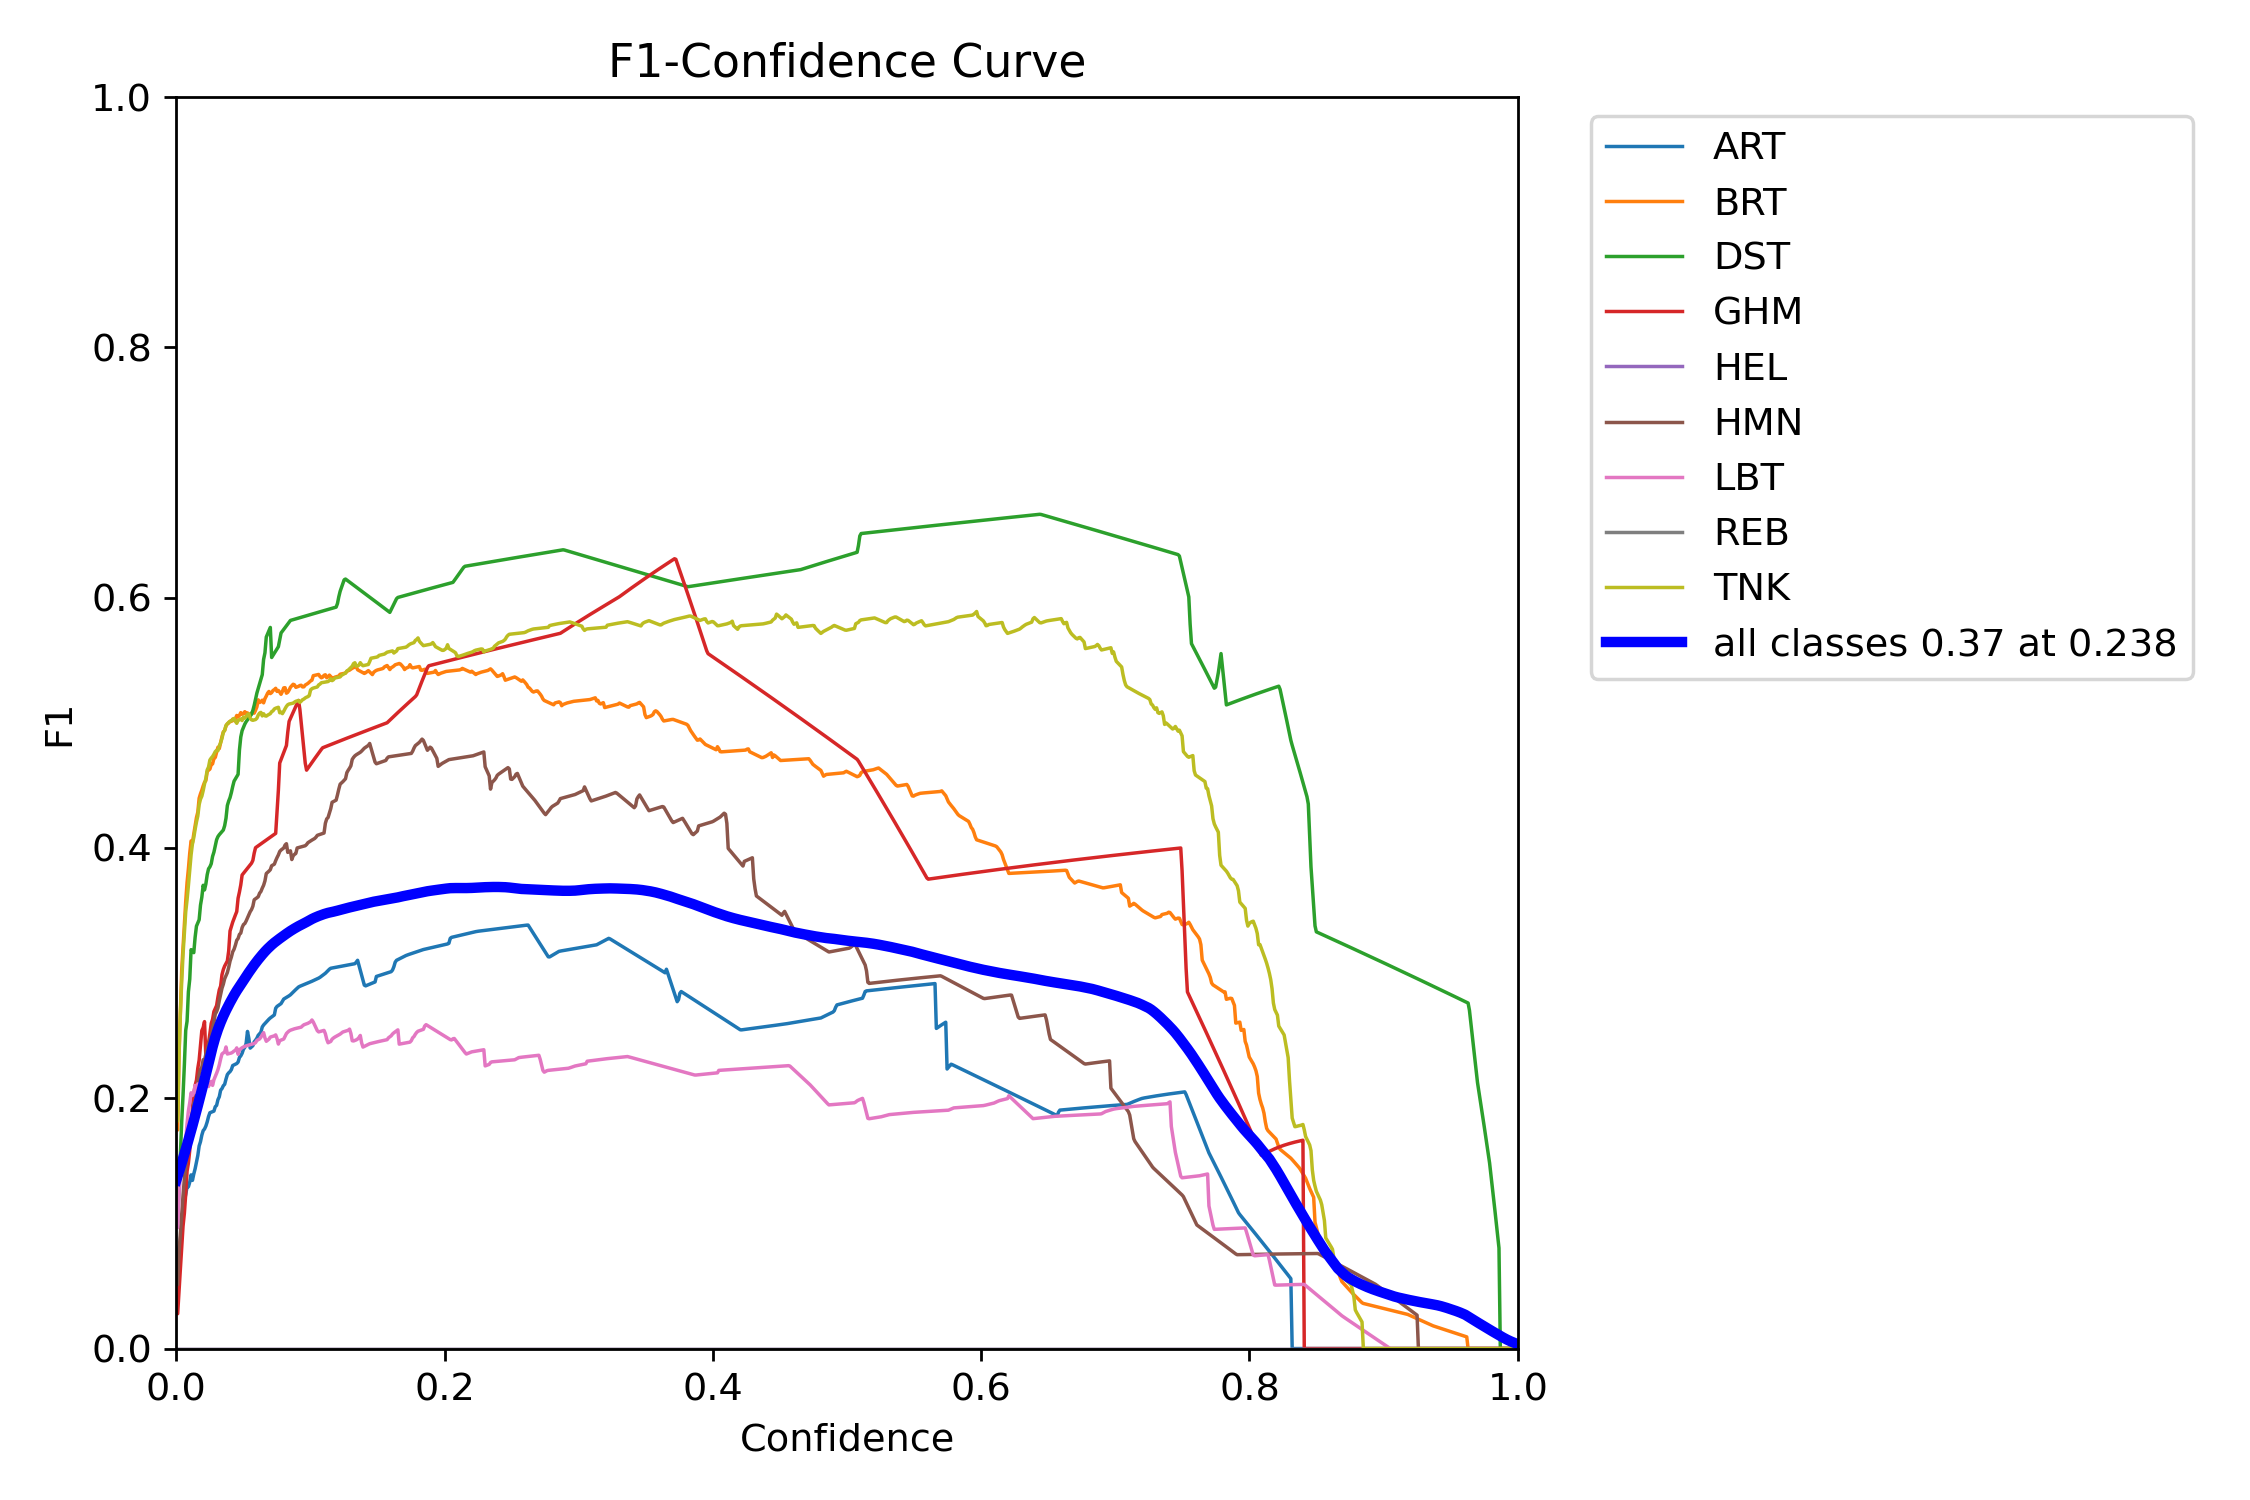 F1-Confidence Curve
1.0
0.8
0.6
0.4
0.2
0.0
F1
0.0 0.2 0.4 0.6 0.8 1.0
Confidence
ART
BRT
DST
GHM
HEL
HMN
LBT
REB
TNK
all classes 0.37 at 0.238